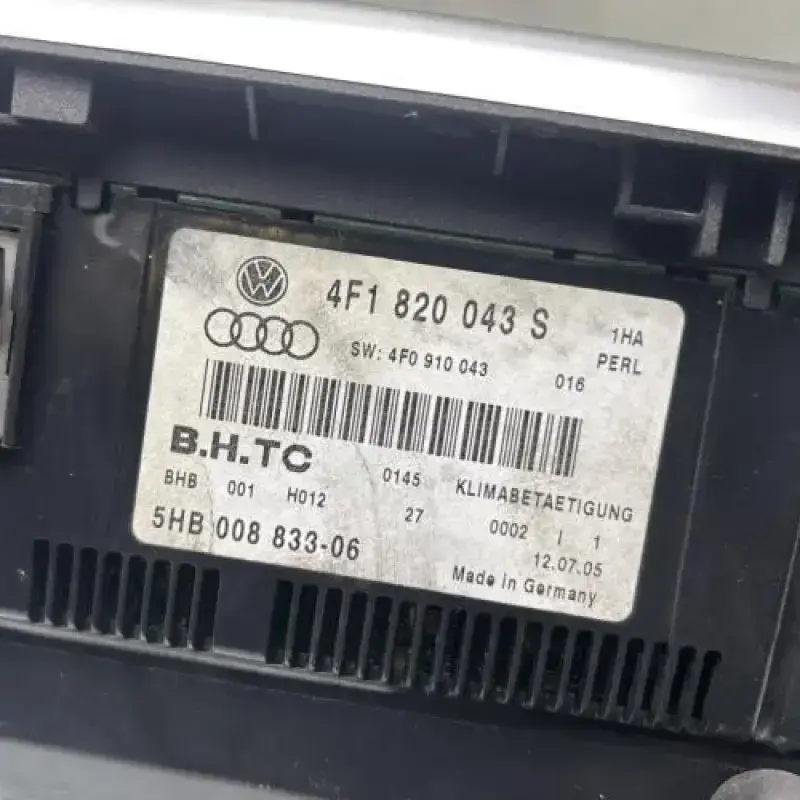 4F1 820 043 S 1HA
SW: 4F0 910 043 016 PERL
B.H.TC 0145 KLIMABETAETIGUNG
BHB 001 H012 27 0002 I 1
5HB 008 833-06 12.07.05
Made in Germany